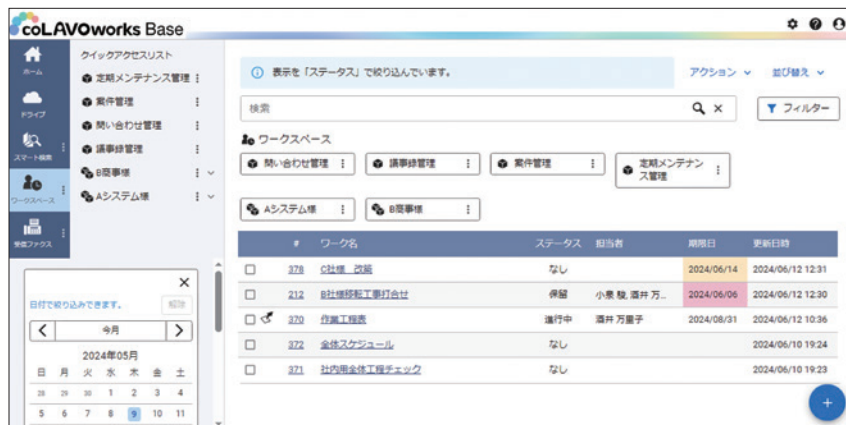 coLAVOworks Base
ホーム
ドライブ
スマート検索
ワークスペース
受信ファクス
クイックアクセスリスト
定期メンテナンス管理
案件管理
問い合わせ管理
議事録管理
B商事様
Aシステム様
日付で絞り込みできます。
解除
今月
2024年05月
日 月 火 水 木 金 土
28 29 30 1 2 3 4
5 6 7 8 9 10 11
表示を「ステータス」で絞り込んでいます。
アクション 並び替え
検索
フィルター
ワークスペース
問い合わせ管理 議事録管理 案件管理 定期メンテナン
ス管理
Aシステム様 B商事様
# ワーク名 ステータス 担当者 期限日 更新日時
378 C社様 改築 なし 2024/06/14 2024/06/12 12:31
212 B社様移転工事打合せ 保留 小泉 駿, 酒井 万... 2024/06/06 2024/06/12 12:30
370 作業工程表 進行中 酒井 万里子 2024/08/31 2024/06/12 10:36
372 全体スケジュール なし 2024/06/10 19:24
371 社内用全体工程チェック なし 2024/06/10 19:23